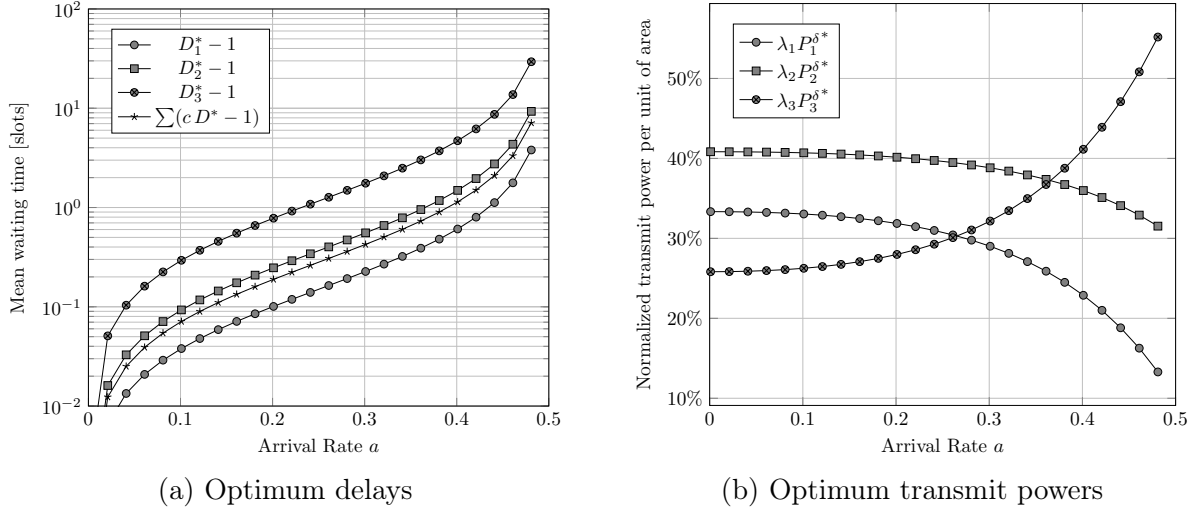 10^2
10^1
10^0
10^{-1}
10^{-2}
Mean waiting time [slots]
D_1^* − 1
D_2^* − 1
D_3^* − 1
∑(c D^* − 1)
0 0.1 0.2 0.3 0.4 0.5
Arrival Rate a
(a) Optimum delays
50%
40%
30%
20%
10%
Normalized transmit power per unit of area
λ_1 P_1^{δ^*}
λ_2 P_2^{δ^*}
λ_3 P_3^{δ^*}
0 0.1 0.2 0.3 0.4 0.5
Arrival Rate a
(b) Optimum transmit powers